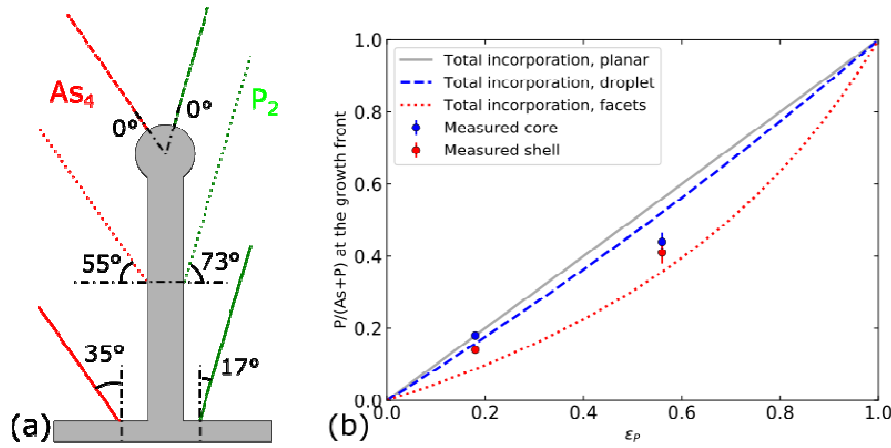 As4
P2
0°
0°
55°
73°
35°
17°
(a)
P/(As+P) at the growth front
1.0
0.8
0.6
0.4
0.2
0.0
Total incorporation, planar
Total incorporation, droplet
Total incorporation, facets
Measured core
Measured shell
0.0 0.2 0.4 0.6 0.8 1.0
εP
(b)